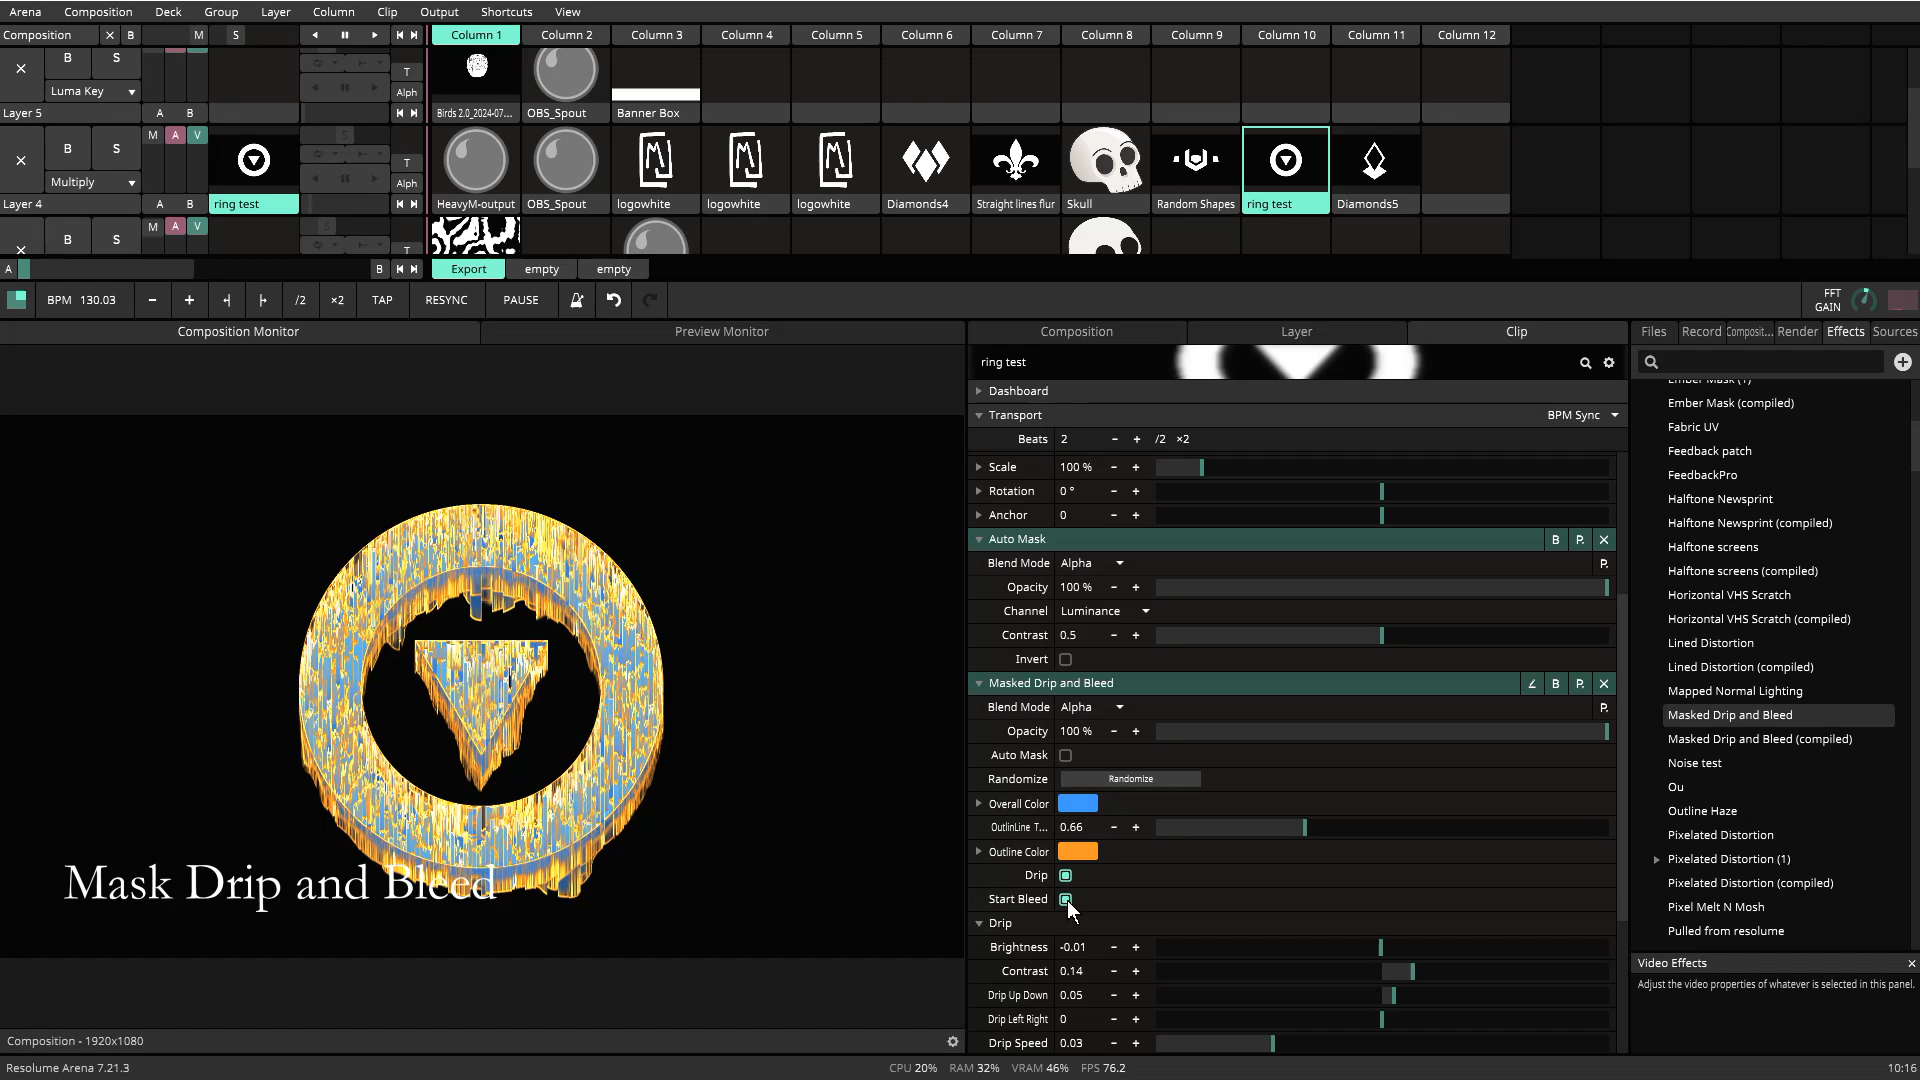 Arena Composition Deck Group Layer Column Clip Output Shortcuts View
Composition X B M S Column 1 Column 2 Column 3 Column 4 Column 5 Column 6 Column 7 Column 8 Column 9 Column 10 Column 11 Column 12
B S
T
Luma Key Alph
Layer 5 A B Birds 2.0_2024-07... OBS_Spout Banner Box
M A V S
B S
T
Multiply Alph
Layer 4 A B ring test HeavyM-output OBS_Spout logowhite logowhite logowhite Diamonds4 Straight lines flur Skull Random Shapes ring test Diamonds5
M A V S
B S T
A B Export empty empty
BPM 130.03 - + /2 ×2 TAP RESYNC PAUSE FFT GAIN
Composition Monitor Preview Monitor
Composition Layer Clip
Files Record Composit... Render Effects Sources
ring test
Dashboard
Transport BPM Sync
Beats 2 - + /2 ×2
Scale 100 % - +
Rotation 0 ° - +
Anchor 0 - +
Auto Mask B P. X
Blend Mode Alpha P.
Opacity 100 % - +
Channel Luminance
Contrast 0.5 - +
Invert
Masked Drip and Bleed B P. X
Blend Mode Alpha P.
Opacity 100 % - +
Auto Mask
Randomize Randomize
Overall Color
OutlinLine T... 0.66 - +
Outline Color
Drip
Start Bleed
Drip
Brightness -0.01 - +
Contrast 0.14 - +
Drip Up Down 0.05 - +
Drip Left Right 0 - +
Drip Speed 0.03 - +
Ember Mask (1)
Ember Mask (compiled)
Fabric UV
Feedback patch
FeedbackPro
Halftone Newsprint
Halftone Newsprint (compiled)
Halftone screens
Halftone screens (compiled)
Horizontal VHS Scratch
Horizontal VHS Scratch (compiled)
Lined Distortion
Lined Distortion (compiled)
Mapped Normal Lighting
Masked Drip and Bleed
Masked Drip and Bleed (compiled)
Noise test
Ou
Outline Haze
Pixelated Distortion
Pixelated Distortion (1)
Pixelated Distortion (compiled)
Pixel Melt N Mosh
Pulled from resolume
Video Effects
Adjust the video properties of whatever is selected in this panel.
Mask Drip and Bleed
Composition - 1920x1080
Resolume Arena 7.21.3 CPU 20% RAM 32% VRAM 46% FPS 76.2 10:16